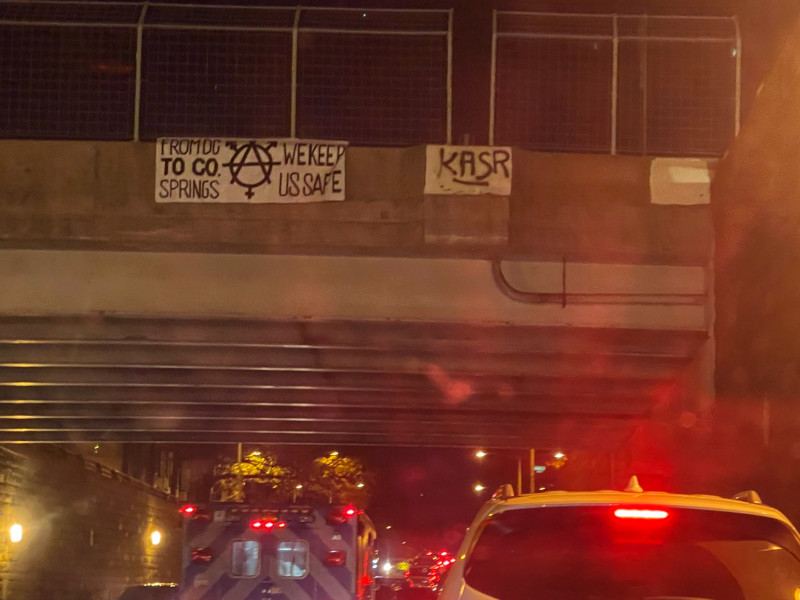 FROM DC
TO CO.
SPRINGS
WE KEEP
US SAFE
KASR